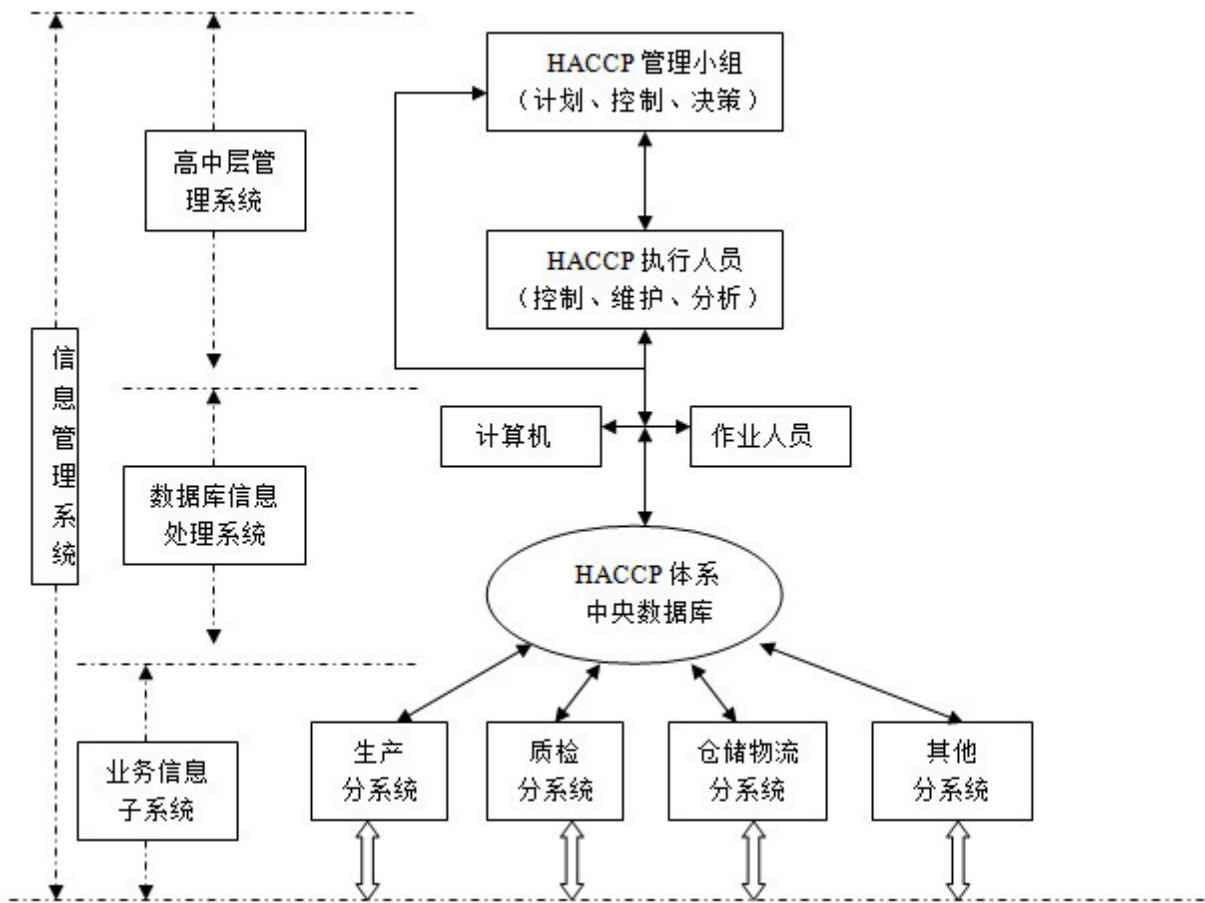 HACCP 管理小组
（计划、控制、决策）
高中层管
理系统
HACCP 执行人员
（控制、维护、分析）
信息管理系统
计算机
作业人员
数据库信息
处理系统
HACCP 体系
中央数据库
业务信息
子系统
生产
分系统
质检
分系统
仓储物流
分系统
其他
分系统